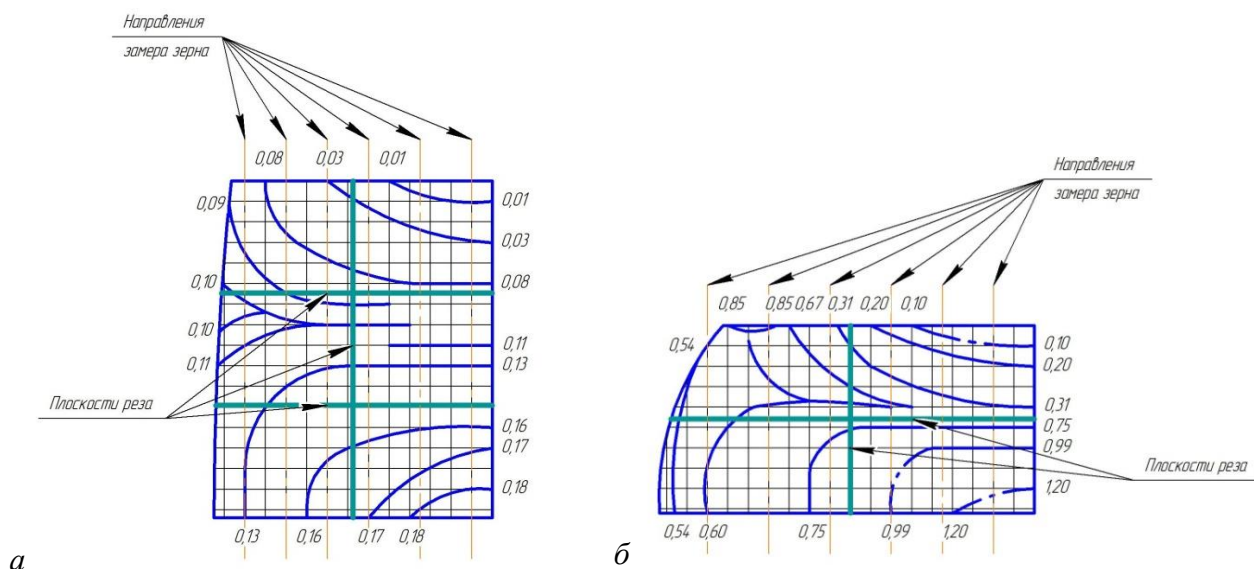 Направления
замера зерна
0,08 0,03 0,01
0,09
0,10
0,10
0,11
0,01
0,03
0,08
0,11
0,13
0,16
0,17
0,18
Плоскости реза
0,13 0,16 0,17 0,18
а
Направления
замера зерна
0,85 0,85 0,67 0,31 0,20 0,10
0,54
0,10
0,20
0,31
0,75
0,99
1,20
Плоскости реза
0,54 0,60 0,75 0,99 1,20
б